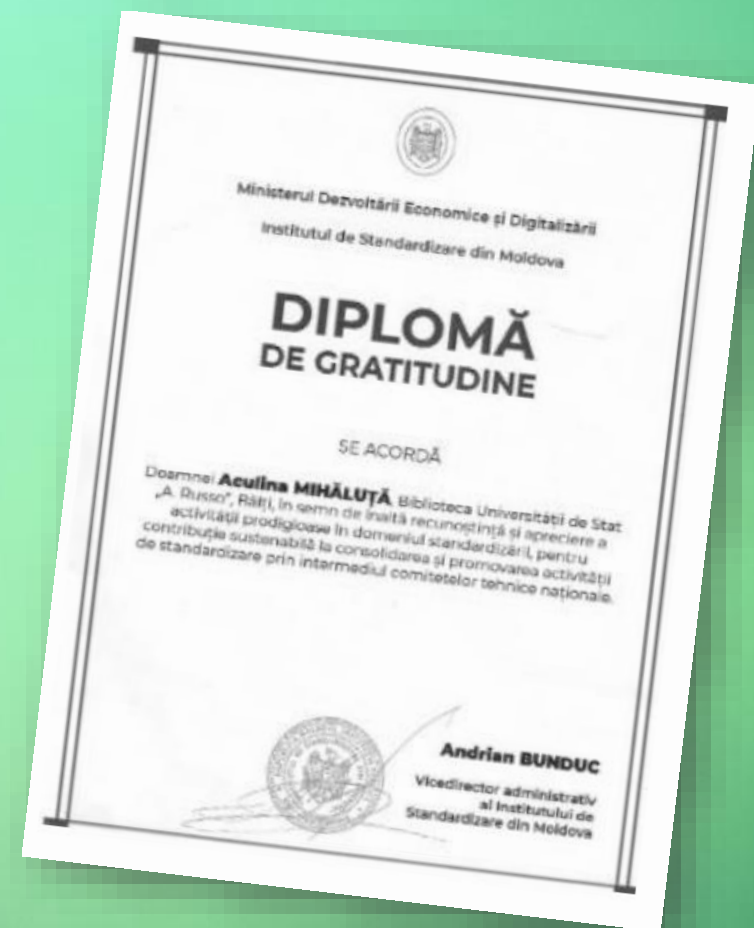 Ministerul Dezvoltării Economice și Digitalizării
Institutul de Standardizare din Moldova
DIPLOMĂ
DE GRATITUDINE
SE ACORDĂ
Doamnei Aculina MIHĂLUȚĂ, Biblioteca Universității de Stat
„A. Russo”, Bălți, în semn de înaltă recunoștință și apreciere a
activității prodigioase în domeniul standardizării, pentru
contribuție sustenabilă la consolidarea și promovarea activității
de standardizare prin intermediul comitetelor tehnice naționale.
Andrian BUNDUC
Vicedirector administrativ
al Institutului de
Standardizare din Moldova